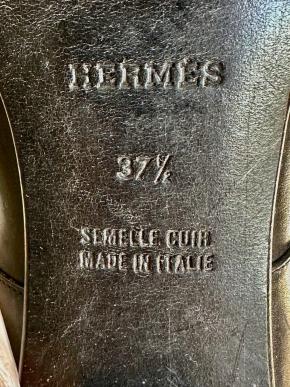 HERMÈS
37½
SEMELLE CUIR
MADE IN ITALIE